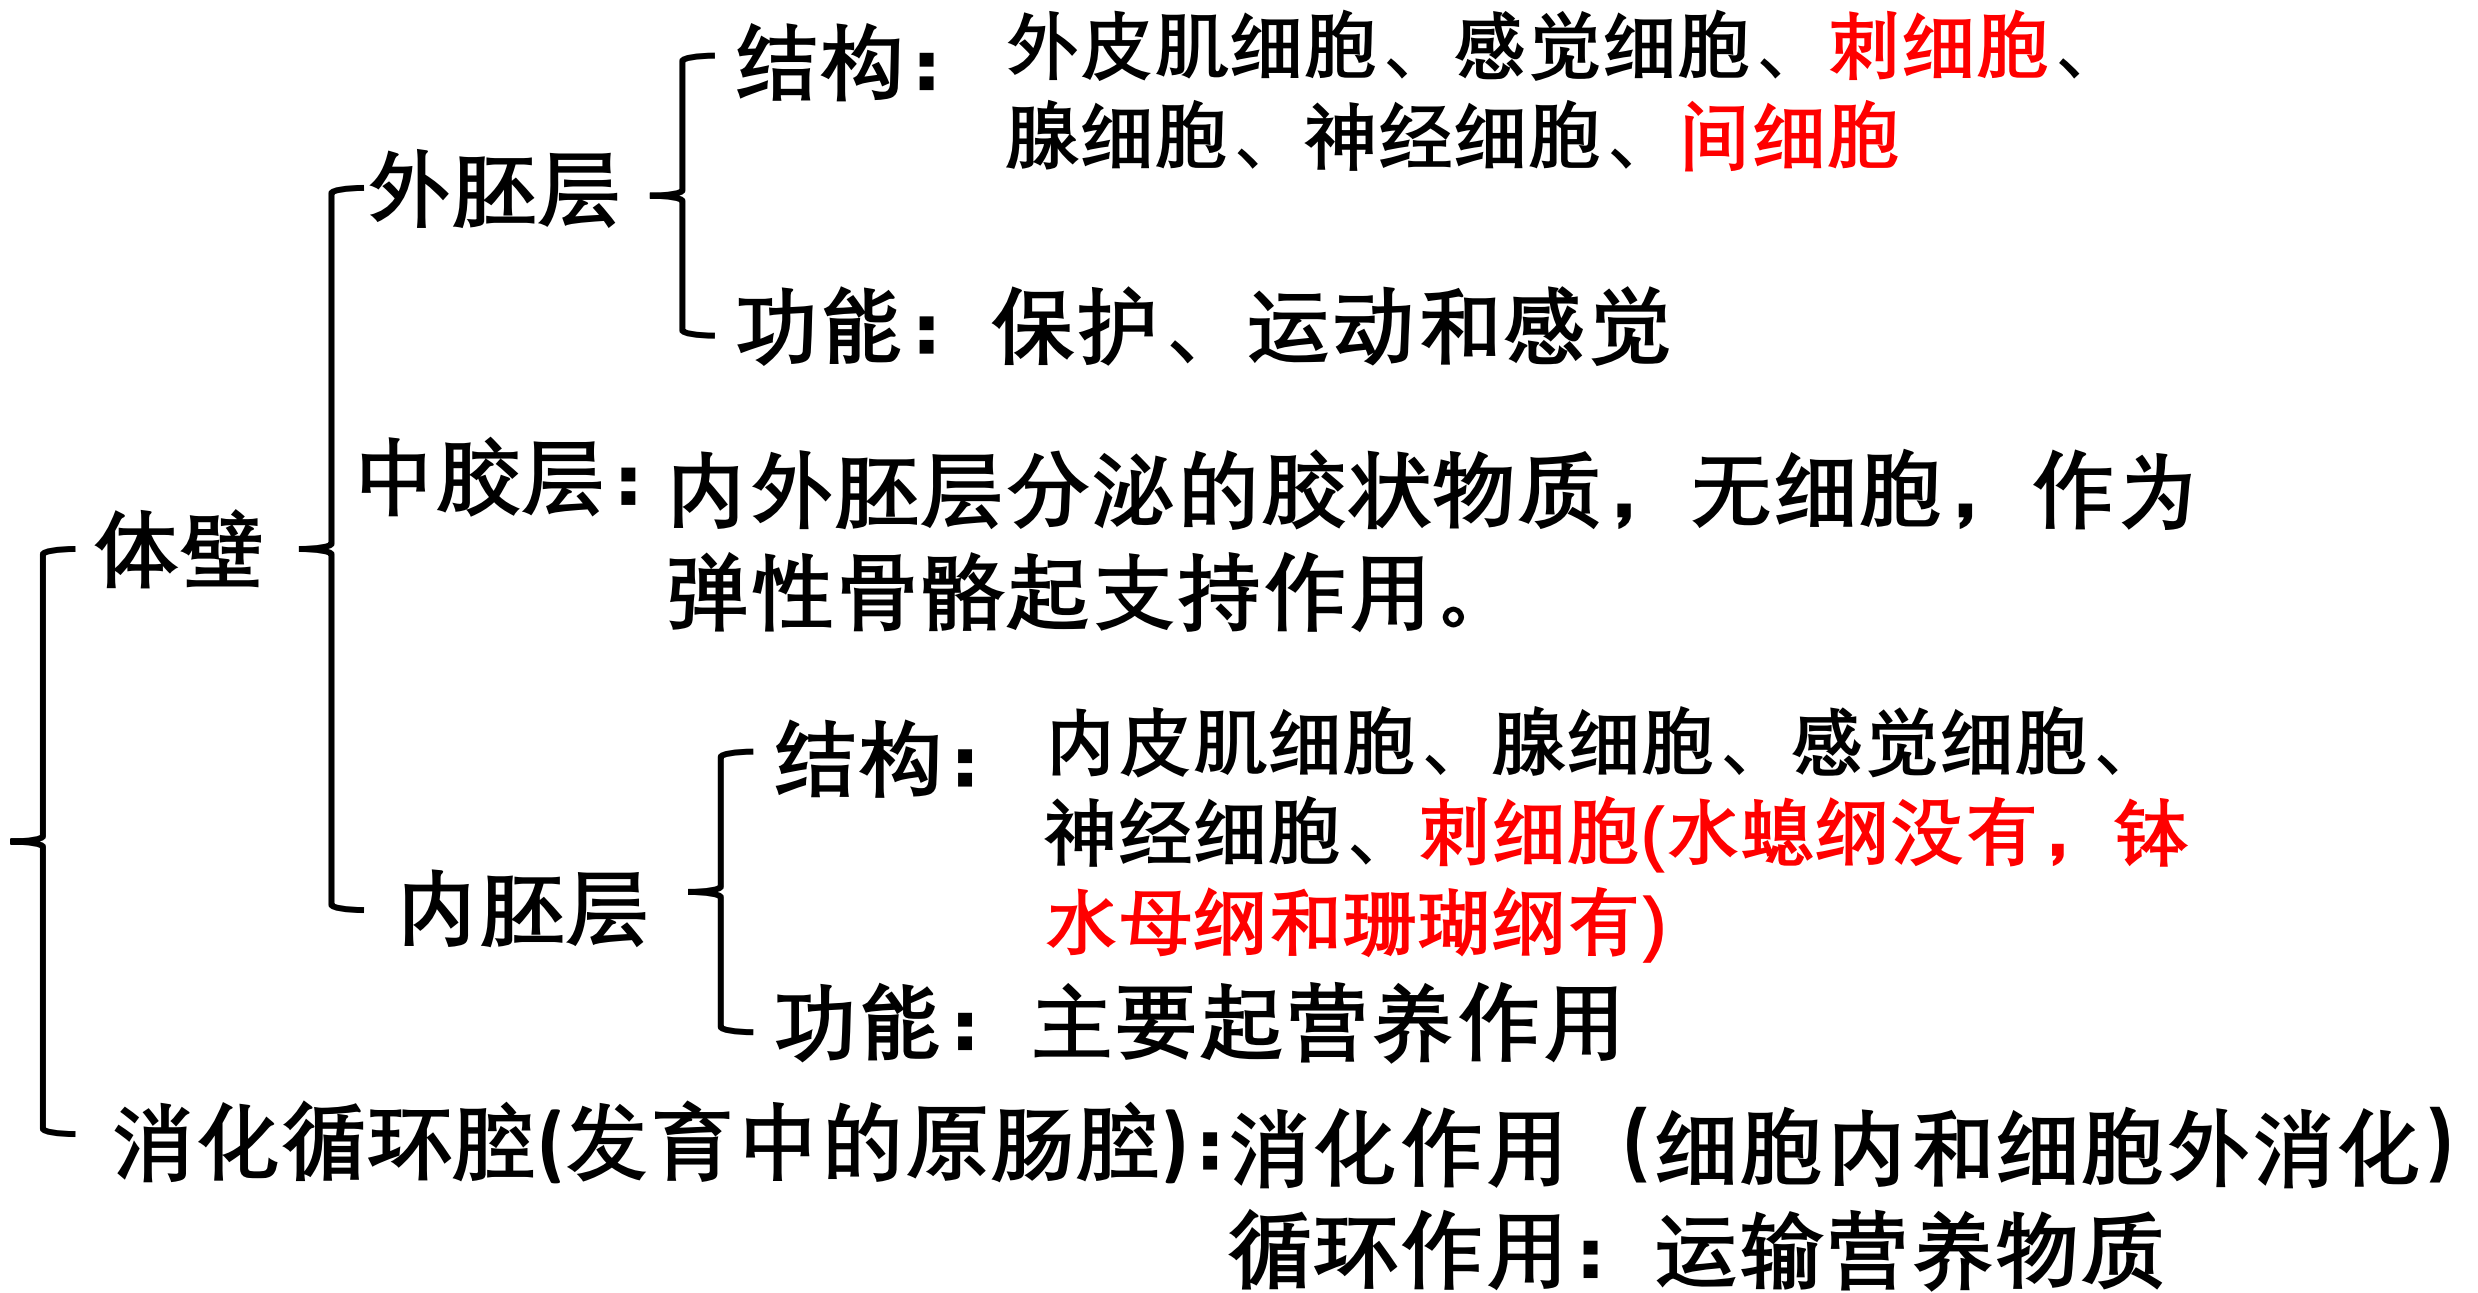 结构：
外皮肌细胞、感觉细胞、刺细胞、
腺细胞、神经细胞、间细胞
外胚层
功能：保护、运动和感觉
中胶层：
内外胚层分泌的胶状物质，无细胞，作为
弹性骨骼起支持作用。
体壁
结构：
内皮肌细胞、腺细胞、感觉细胞、
神经细胞、刺细胞(水螅纲没有，钵
水母纲和珊瑚纲有)
内胚层
功能：主要起营养作用
消化循环腔(发育中的原肠腔):消化作用（细胞内和细胞外消化)
循环作用：运输营养物质